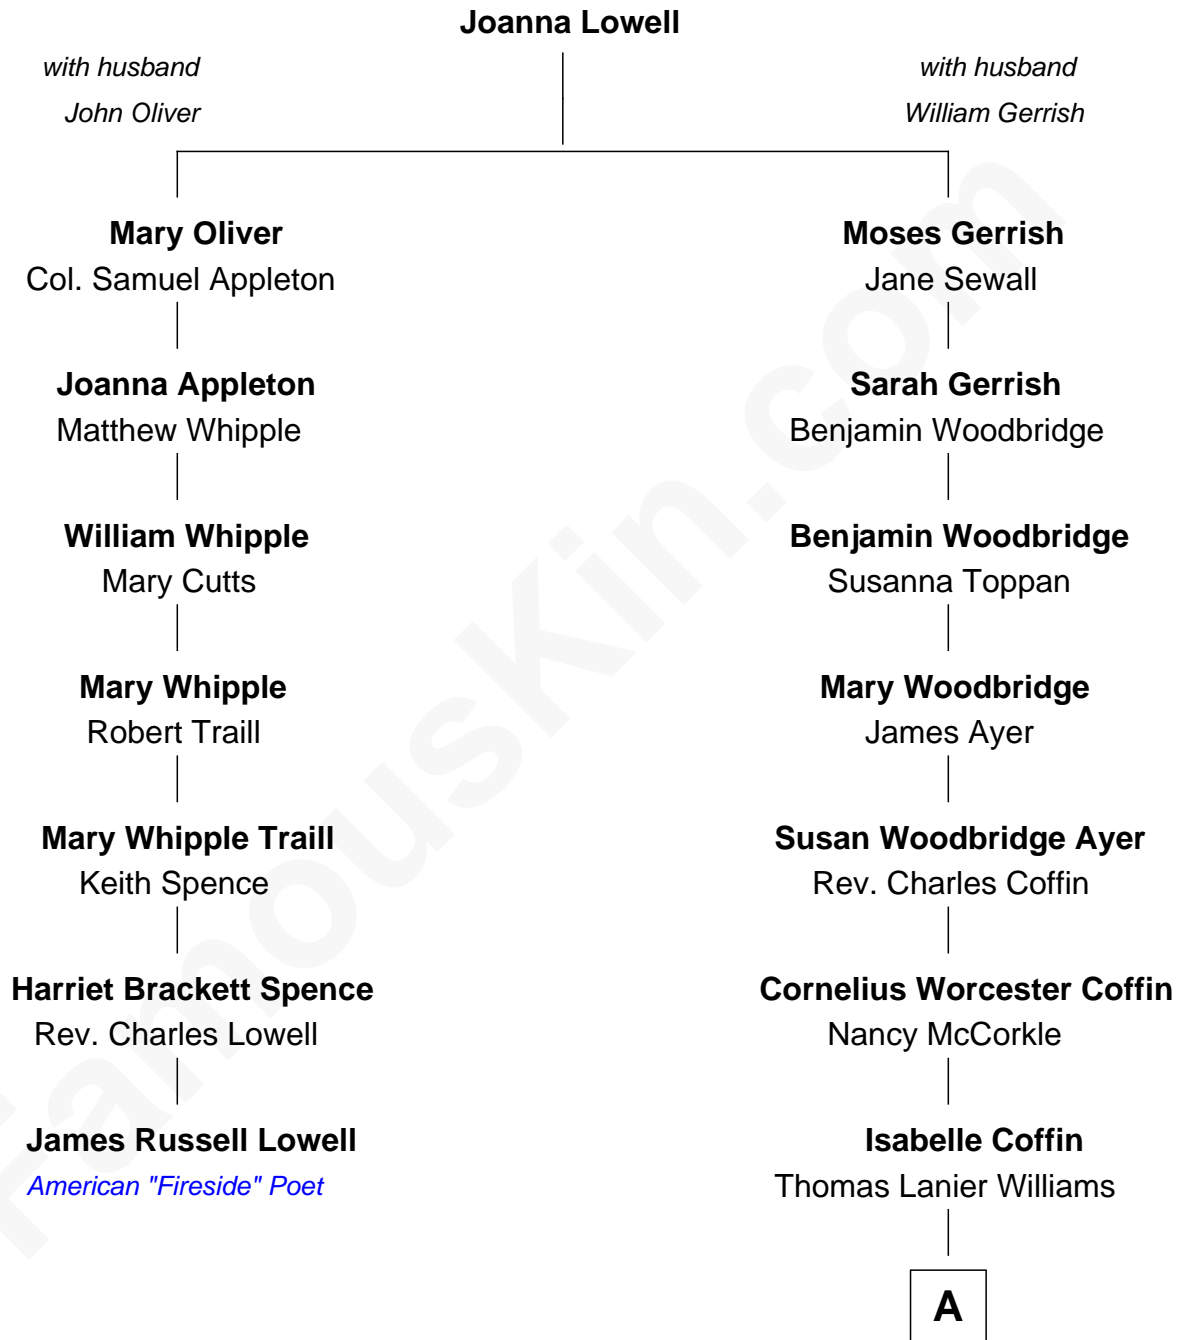 Joanna Lowell
with husband
John Oliver
with husband
William Gerrish
Mary Oliver
Col. Samuel Appleton
Joanna Appleton
Matthew Whipple
William Whipple
Mary Cutts
Mary Whipple
Robert Traill
Mary Whipple Traill
Keith Spence
Harriet Brackett Spence
Rev. Charles Lowell
James Russell Lowell
American "Fireside" Poet
Moses Gerrish
Jane Sewall
Sarah Gerrish
Benjamin Woodbridge
Benjamin Woodbridge
Susanna Toppan
Mary Woodbridge
James Ayer
Susan Woodbridge Ayer
Rev. Charles Coffin
Cornelius Worcester Coffin
Nancy McCorkle
Isabelle Coffin
Thomas Lanier Williams
A
FamousKin.com